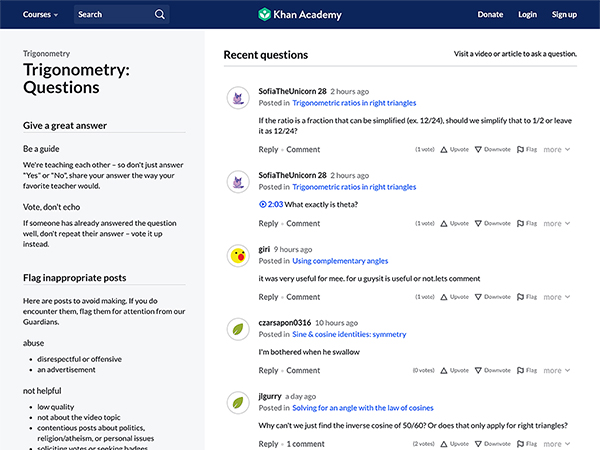 Courses Search Khan Academy Donate Login Sign up
Trigonometry
Trigonometry:
Questions
Give a great answer
Be a guide
We're teaching each other – so don't just answer
"Yes" or "No", share your answer the way your
favorite teacher would.
Vote, don't echo
If someone has already answered the question
well, don't repeat their answer – vote it up
instead.
Flag inappropriate posts
Here are posts to avoid making. If you do
encounter them, flag them for attention from our
Guardians.
abuse
• disrespectful or offensive
• an advertisement
not helpful
• low quality
• not about the video topic
• contentious posts about politics,
religion/atheism, or personal issues
• soliciting votes or seeking badges
Recent questions Visit a video or article to ask a question.
SofiaTheUnicorn 28 2 hours ago
Posted in Trigonometric ratios in right triangles
If the ratio is a fraction that can be simplified (ex. 12/24), should we simplify that to 1/2 or leave
it as 12/24?
Reply • Comment (1 vote) Upvote Downvote Flag more
SofiaTheUnicorn 28 2 hours ago
Posted in Trigonometric ratios in right triangles
2:03 What exactly is theta?
Reply • Comment (1 vote) Upvote Downvote Flag more
giri 9 hours ago
Posted in Using complementary angles
it was very useful for mee. for u guysit is useful or not.lets comment
Reply • Comment (1 vote) Upvote Downvote Flag more
czarsapon0316 10 hours ago
Posted in Sine & cosine identities: symmetry
I'm bothered when he swallow
Reply • Comment (0 votes) Upvote Downvote Flag more
jlgurry a day ago
Posted in Solving for an angle with the law of cosines
Why can't we just find the inverse cosine of 50/60? Or does that only apply for right triangles?
Reply • 1 comment (2 votes) Upvote Downvote Flag more